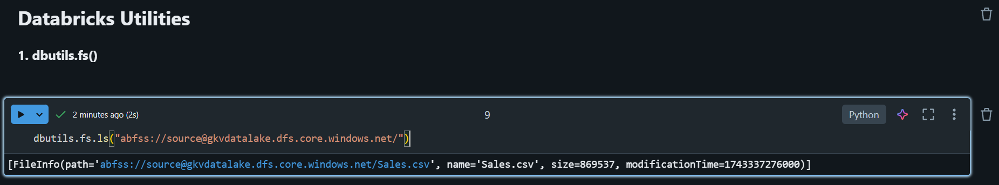 Databricks Utilities
1. dbutils.fs()
2 minutes ago (2s)
9
Python
dbutils.fs.ls("abfss://source@gkvdatalake.dfs.core.windows.net/")
[FileInfo(path='abfss://source@gkvdatalake.dfs.core.windows.net/Sales.csv', name='Sales.csv', size=869537, modificationTime=1743337276000)]